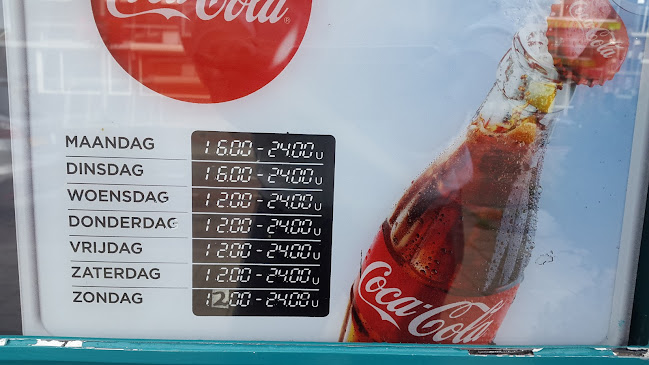 Coca-Cola®
Coca-Cola
MAANDAG 16.00 - 24.00 U
DINSDAG 16.00 - 24.00 U
WOENSDAG 12.00 - 24.00 U
DONDERDAG 12.00 - 24.00 U
VRIJDAG 12.00 - 24.00 U
ZATERDAG 12.00 - 24.00 U
ZONDAG 12.00 - 24.00 U
Coca-Cola